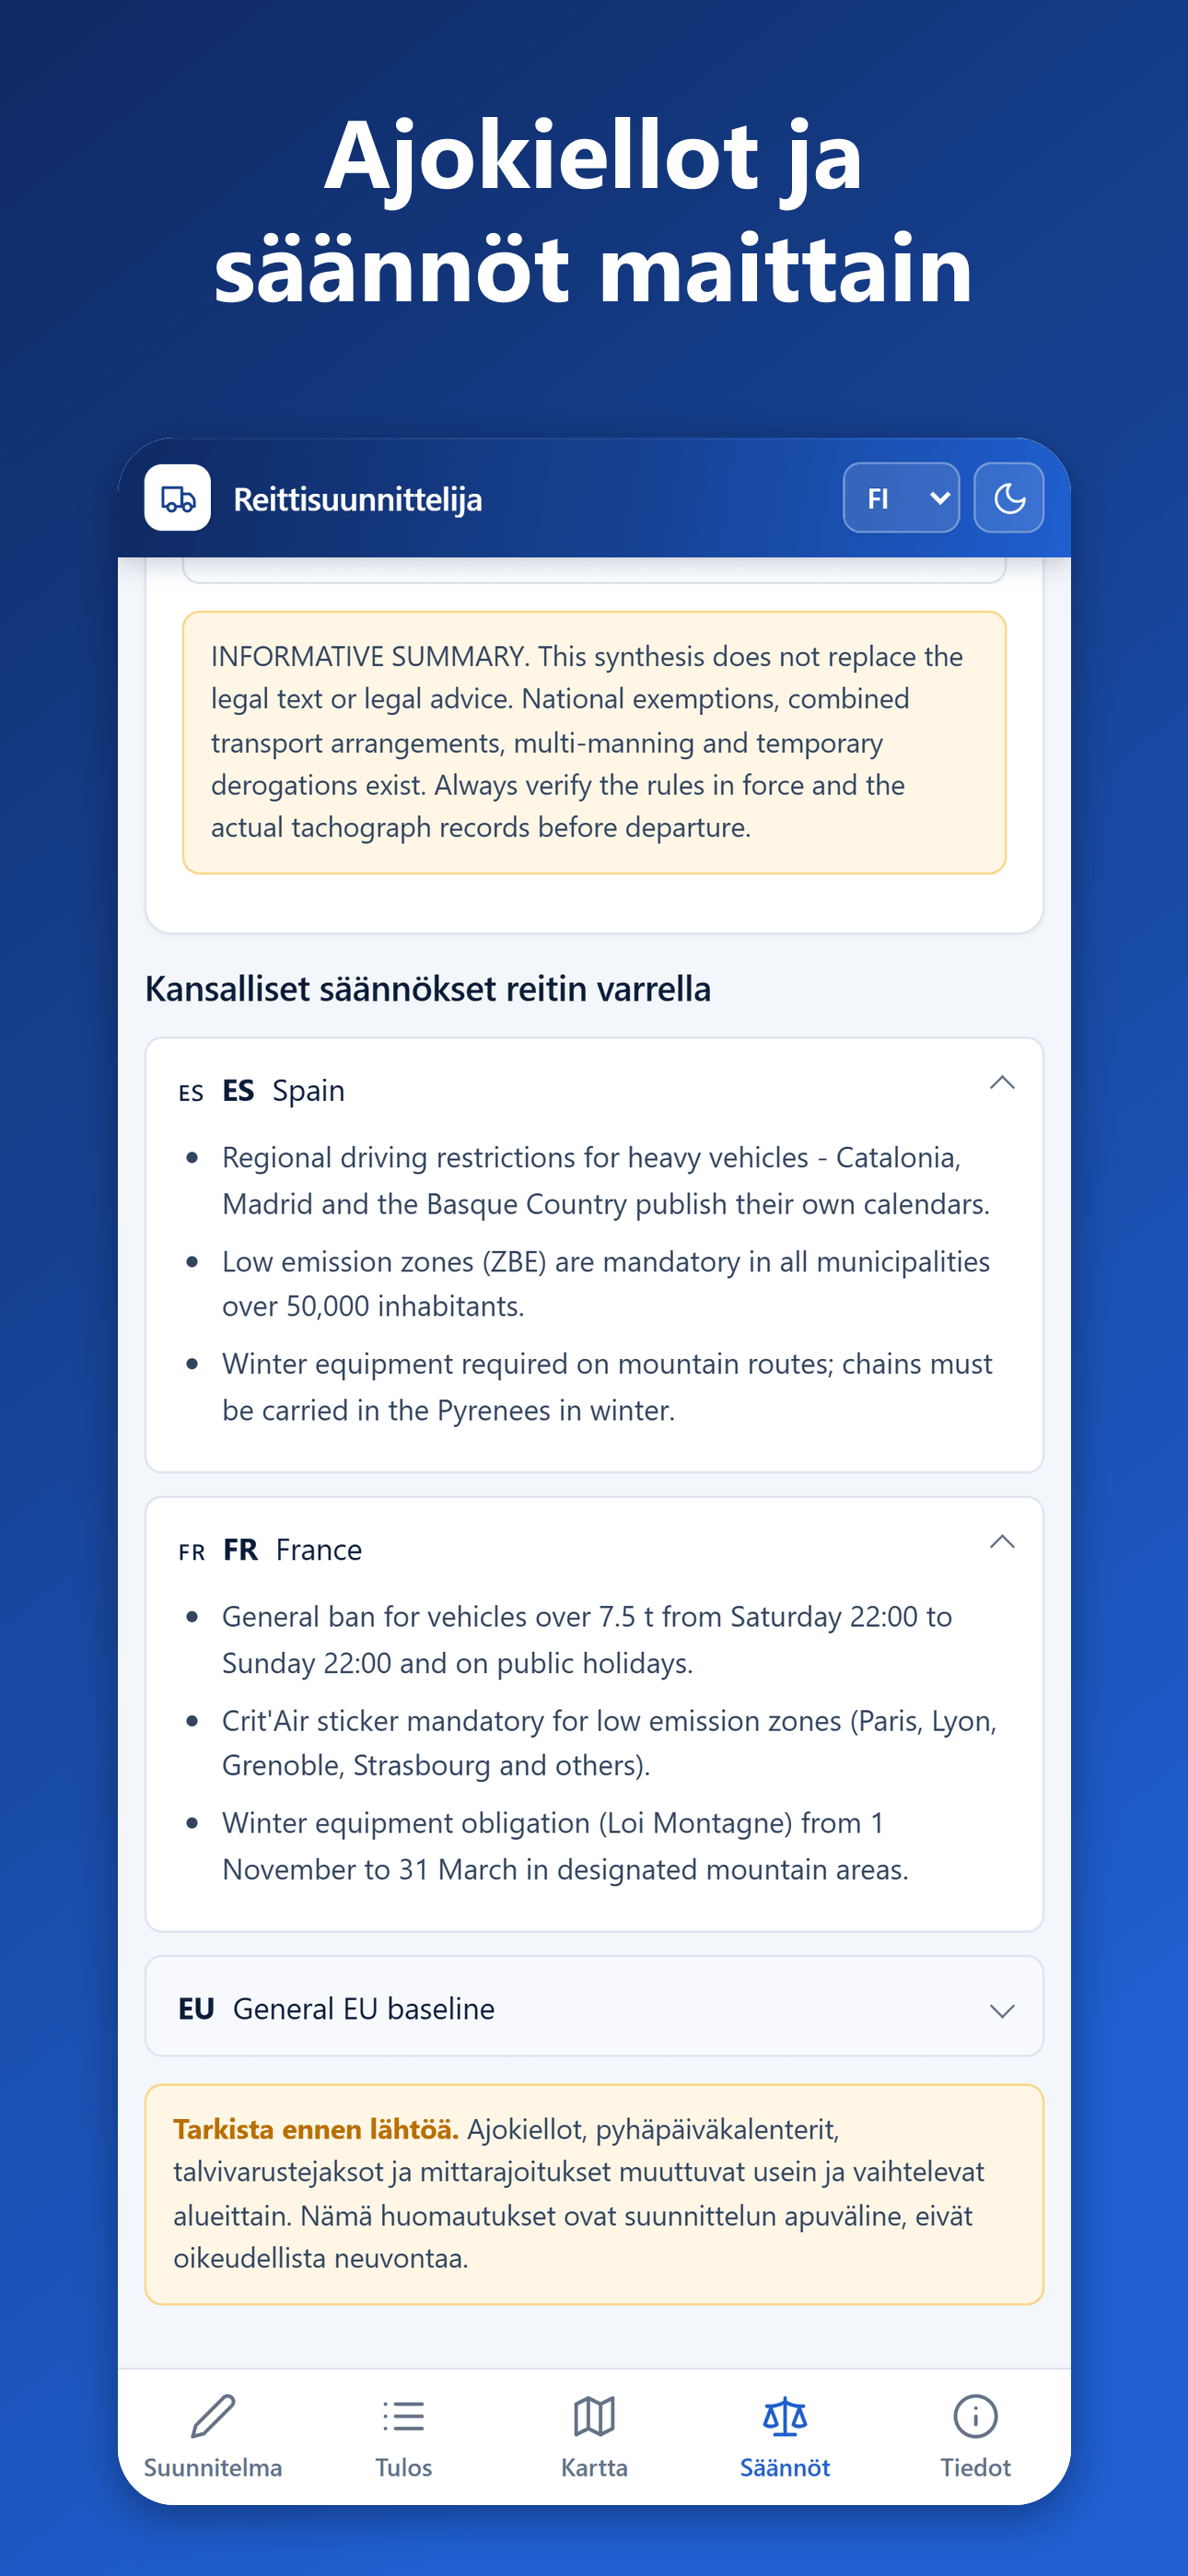 Ajokiellot ja
säännöt maittain
Reittisuunnittelija
FI
INFORMATIVE SUMMARY. This synthesis does not replace the
legal text or legal advice. National exemptions, combined
transport arrangements, multi-manning and temporary
derogations exist. Always verify the rules in force and the
actual tachograph records before departure.
Kansalliset säännökset reitin varrella
ES ES Spain
• Regional driving restrictions for heavy vehicles - Catalonia,
Madrid and the Basque Country publish their own calendars.
• Low emission zones (ZBE) are mandatory in all municipalities
over 50,000 inhabitants.
• Winter equipment required on mountain routes; chains must
be carried in the Pyrenees in winter.
FR FR France
• General ban for vehicles over 7.5 t from Saturday 22:00 to
Sunday 22:00 and on public holidays.
• Crit'Air sticker mandatory for low emission zones (Paris, Lyon,
Grenoble, Strasbourg and others).
• Winter equipment obligation (Loi Montagne) from 1
November to 31 March in designated mountain areas.
EU General EU baseline
Tarkista ennen lähtöä. Ajokiellot, pyhäpäiväkalenterit,
talvivarustejaksot ja mittarajoitukset muuttuvat usein ja vaihtelevat
alueittain. Nämä huomautukset ovat suunnittelun apuväline, eivät
oikeudellista neuvontaa.
Suunnitelma
Tulos
Kartta
Säännöt
Tiedot